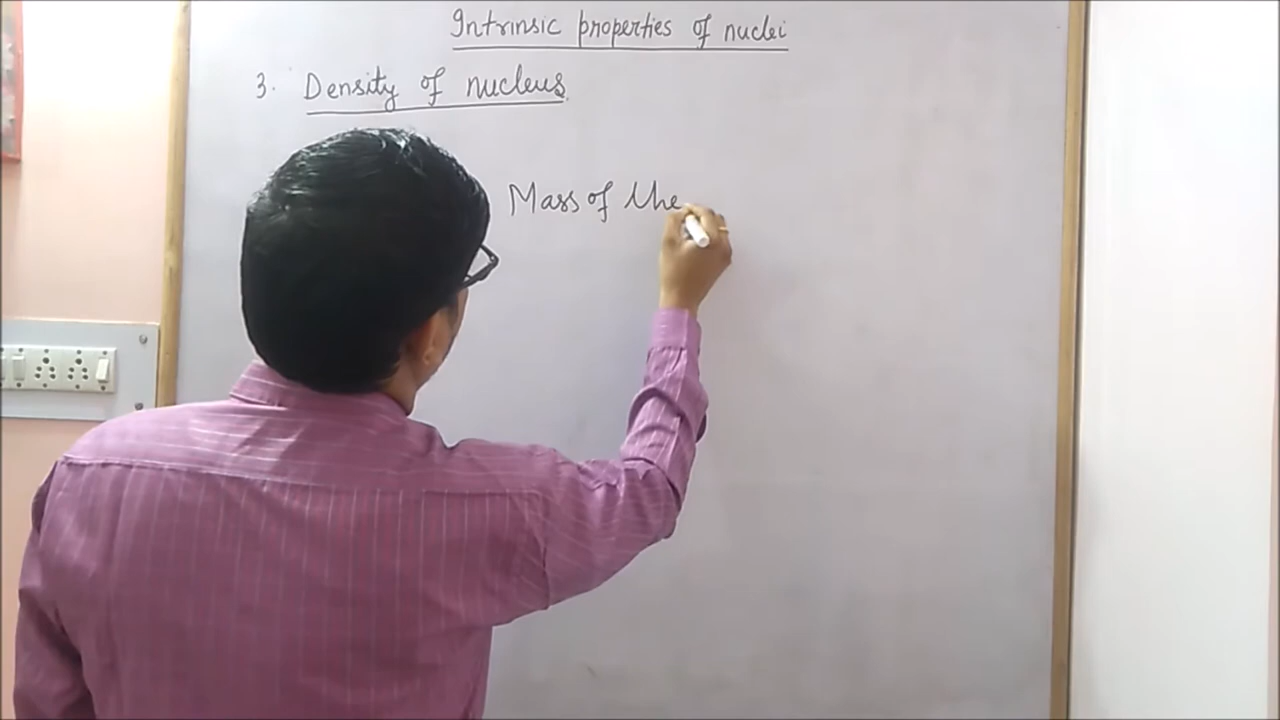 Intrinsic properties of nuclei
3. Density of nucleus
Mass of the